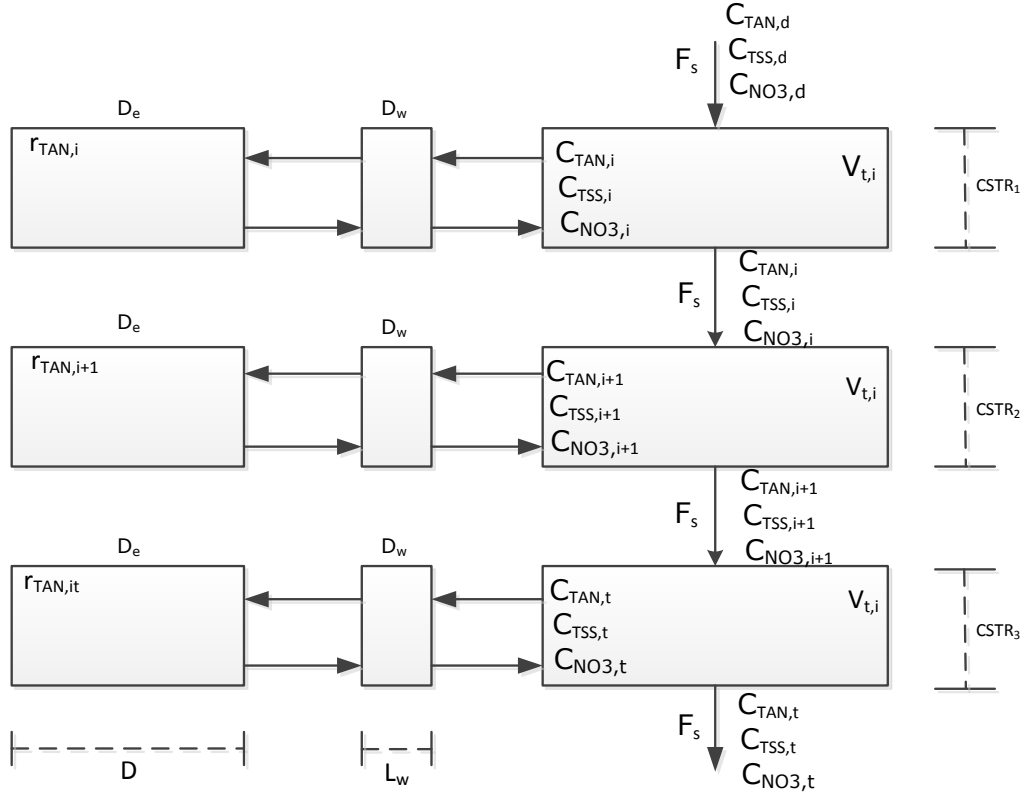 C_TAN,d
C_TSS,d
F_s
C_NO3,d
D_e
D_w
r_TAN,i
C_TAN,i
C_TSS,i
C_NO3,i
V_t,i
CSTR_1
C_TAN,i
F_s
C_TSS,i
C_NO3,i
D_e
D_w
r_TAN,i+1
C_TAN,i+1
C_TSS,i+1
C_NO3,i+1
V_t,i
CSTR_2
C_TAN,i+1
F_s
C_TSS,i+1
C_NO3,i+1
D_e
D_w
r_TAN,it
C_TAN,t
C_TSS,t
C_NO3,t
V_t,i
CSTR_3
C_TAN,t
F_s
C_TSS,t
C_NO3,t
D
L_w